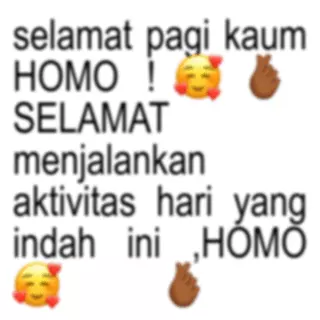 selamat pagi kaum
HOMO ! 🥰 🫰🏾
SELAMAT
menjalankan
aktivitas hari yang
indah ini ,HOMO
🥰 🫰🏾